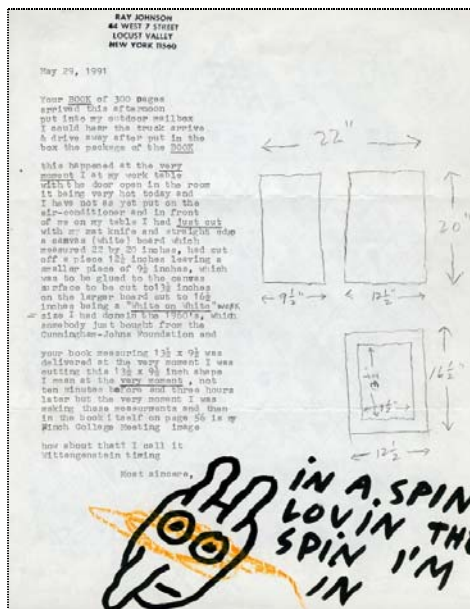 RAY JOHNSON
44 WEST 7 STREET
LOCUST VALLEY
NEW YORK 11560
May 29, 1991
Your BOOK of 300 pages
arrived this afternoon
put into my outdoor mailbox
I could hear the truck arrive
& drive away after put in the
box the package of the BOOK
this happened at the very
moment I at my work table
with the door open in the room
it being very hot today and
I have not as yet put on the
air-conditioner and in front
of me on my table I had just cut
with my mat knife and straight edge
a canvas (white) board which
measured 22 by 20 inches, had cut
off a piece 12½ inches leaving a
smaller piece of 9½ inches, which
was to be glued to the canvas
surface to be cut to 13½ inches
on the larger board cut to 16½
inches being a "White on White" work
size I had done in the 1960's, which
somebody just bought from the
Cunningham-Johns Foundation and
your book measuring 13½ x 9½ was
delivered at the very moment I was
cutting this 13½ x 9½ inch shape
I mean at the very moment, not
ten minutes before and three hours
later but the very moment I was
making these measurments and then
in the book itself on page 56 is my
Finch College Meeting image
how about that! I call it
Wittengenstein timing
Most sincere,
22"
20"
9½"
12½"
16½"
12½
IN A SPIN
LOVIN THE
SPIN I'M
IN